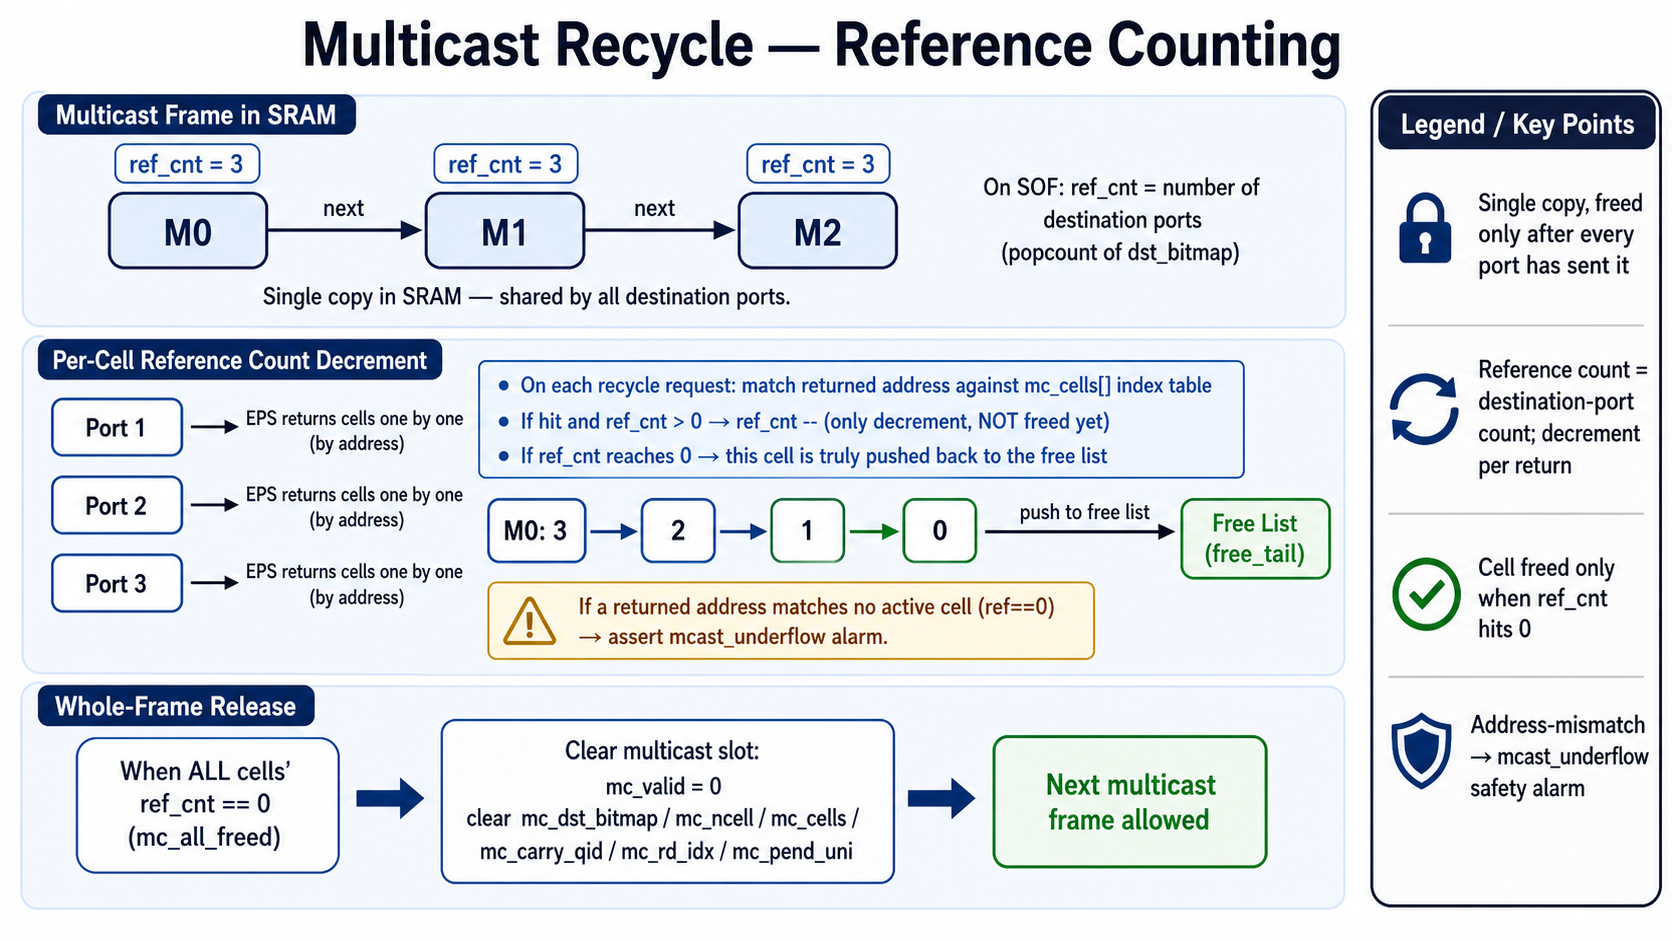 Multicast Recycle — Reference Counting
Multicast Frame in SRAM
ref_cnt = 3
ref_cnt = 3
ref_cnt = 3
M0
next
M1
next
M2
On SOF: ref_cnt = number of
destination ports
(popcount of dst_bitmap)
Single copy in SRAM — shared by all destination ports.
Per-Cell Reference Count Decrement
Port 1
EPS returns cells one by one
(by address)
Port 2
EPS returns cells one by one
(by address)
Port 3
EPS returns cells one by one
(by address)
• On each recycle request: match returned address against mc_cells[] index table
• If hit and ref_cnt > 0 → ref_cnt -- (only decrement, NOT freed yet)
• If ref_cnt reaches 0 → this cell is truly pushed back to the free list
M0: 3
2
1
0
push to free list
Free List
(free_tail)
If a returned address matches no active cell (ref==0)
→ assert mcast_underflow alarm.
Whole-Frame Release
When ALL cells’
ref_cnt == 0
(mc_all_freed)
Clear multicast slot:
mc_valid = 0
clear mc_dst_bitmap / mc_ncell / mc_cells /
mc_carry_qid / mc_rd_idx / mc_pend_uni
Next multicast
frame allowed
Legend / Key Points
Single copy, freed
only after every
port has sent it
Reference count =
destination-port
count; decrement
per return
Cell freed only
when ref_cnt
hits 0
Address-mismatch
→ mcast_underflow
safety alarm